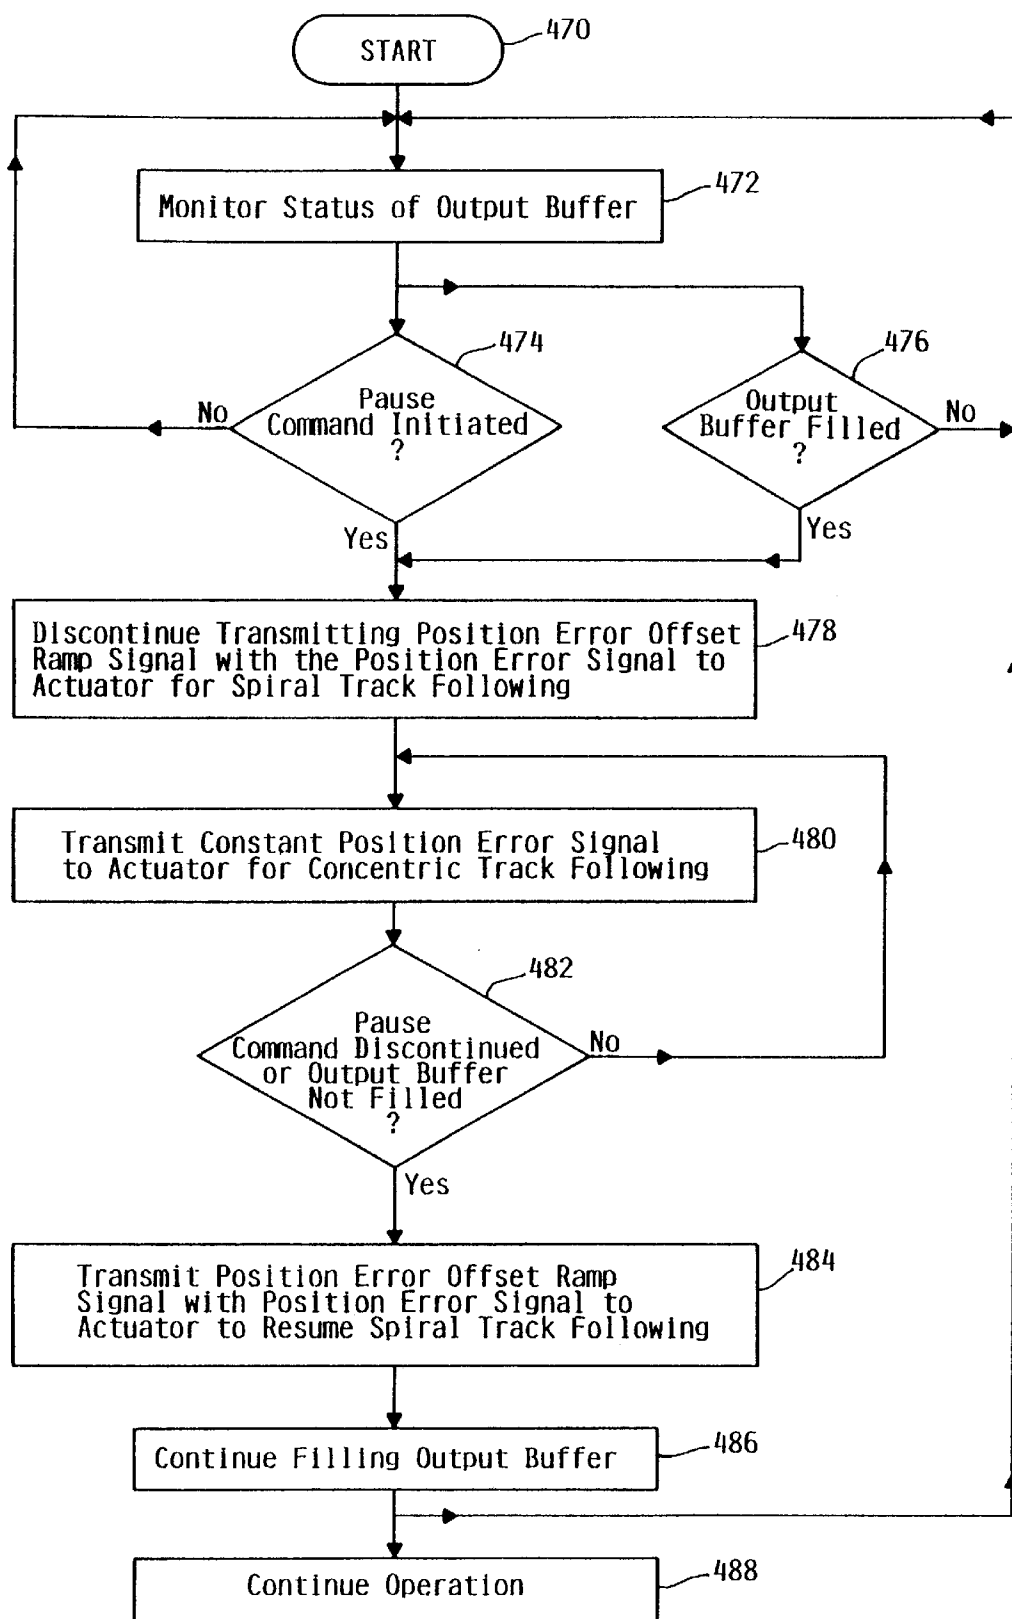 START
470
Monitor Status of Output Buffer
472
Pause
Command Initiated
?
474
No
Yes
Output
Buffer Filled
?
476
No
Yes
Discontinue Transmitting Position Error Offset
Ramp Signal with the Position Error Signal to
Actuator for Spiral Track Following
478
Transmit Constant Position Error Signal
to Actuator for Concentric Track Following
480
Pause
Command Discontinued
or Output Buffer
Not Filled
?
482
No
Yes
Transmit Position Error Offset Ramp
Signal with Position Error Signal to
Actuator to Resume Spiral Track Following
484
Continue Filling Output Buffer
486
Continue Operation
488